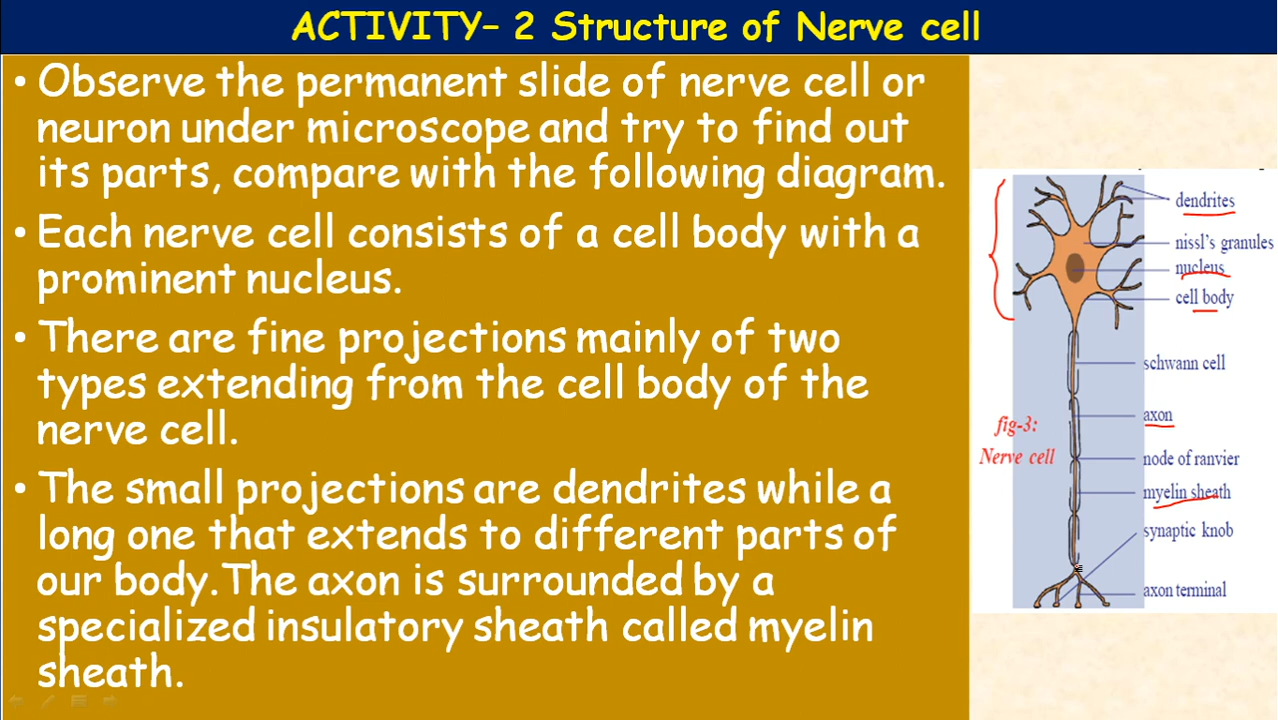 ACTIVITY– 2 Structure of Nerve cell
• Observe the permanent slide of nerve cell or
neuron under microscope and try to find out
its parts, compare with the following diagram.
• Each nerve cell consists of a cell body with a
prominent nucleus.
• There are fine projections mainly of two
types extending from the cell body of the
nerve cell.
• The small projections are dendrites while a
long one that extends to different parts of
our body.The axon is surrounded by a
specialized insulatory sheath called myelin
sheath.
dendrites
nissl's granules
nucleus
cell body
schwann cell
axon
fig-3:
Nerve cell
node of ranvier
myelin sheath
synaptic knob
axon terminal